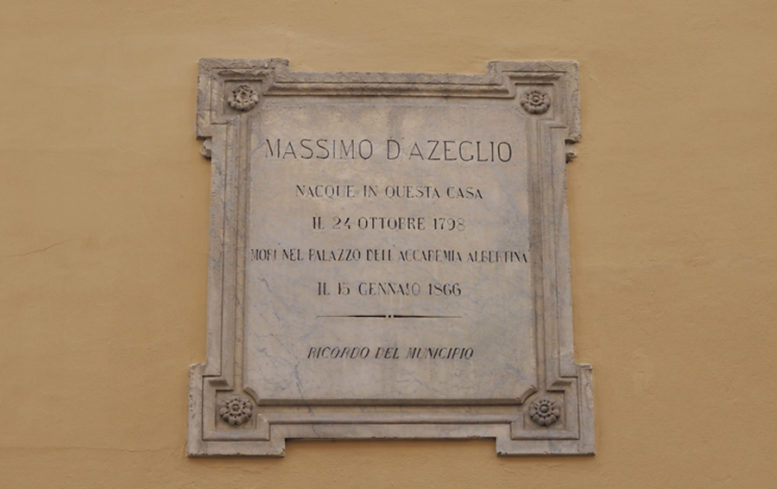 MASSIMO D'AZEGLIO
NACQUE IN QUESTA CASA
IL 24 OTTOBRE 1798
MORÌ NEL PALAZZO DELL'ACCADEMIA ALBERTINA
IL 15 GENNAIO 1866
RICORDO DEL MUNICIPIO